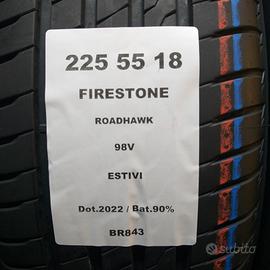 225 55 18
FIRESTONE
ROADHAWK
98V
ESTIVI
Dot.2022 / Bat.90%
BR843
subito